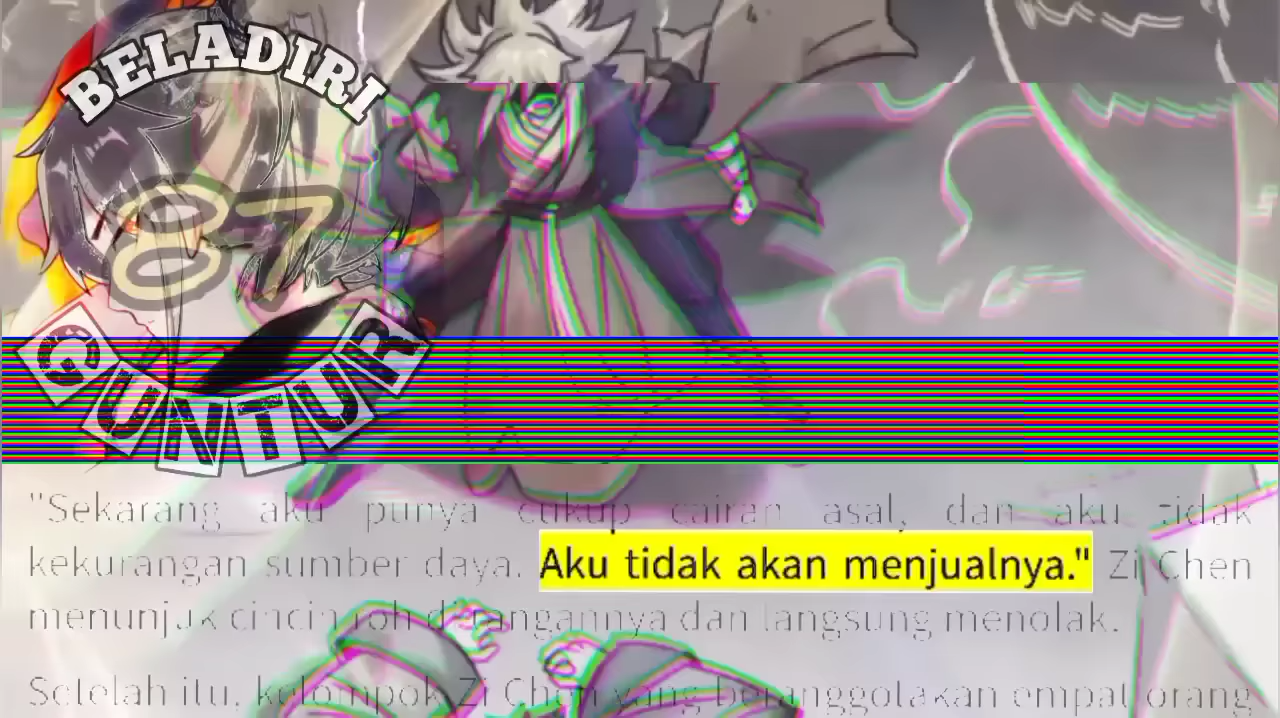 BELADIRI
87
GUNTUR
"Sekarang aku punya cukup cairan asal, dan aku tidak
kekurangan sumber daya. Aku tidak akan menjualnya." Zi Chen
menunjuk cincin roh di tangannya dan langsung menolak.
Setelah itu, kelompok Zi Chen yang beranggotakan empat orang